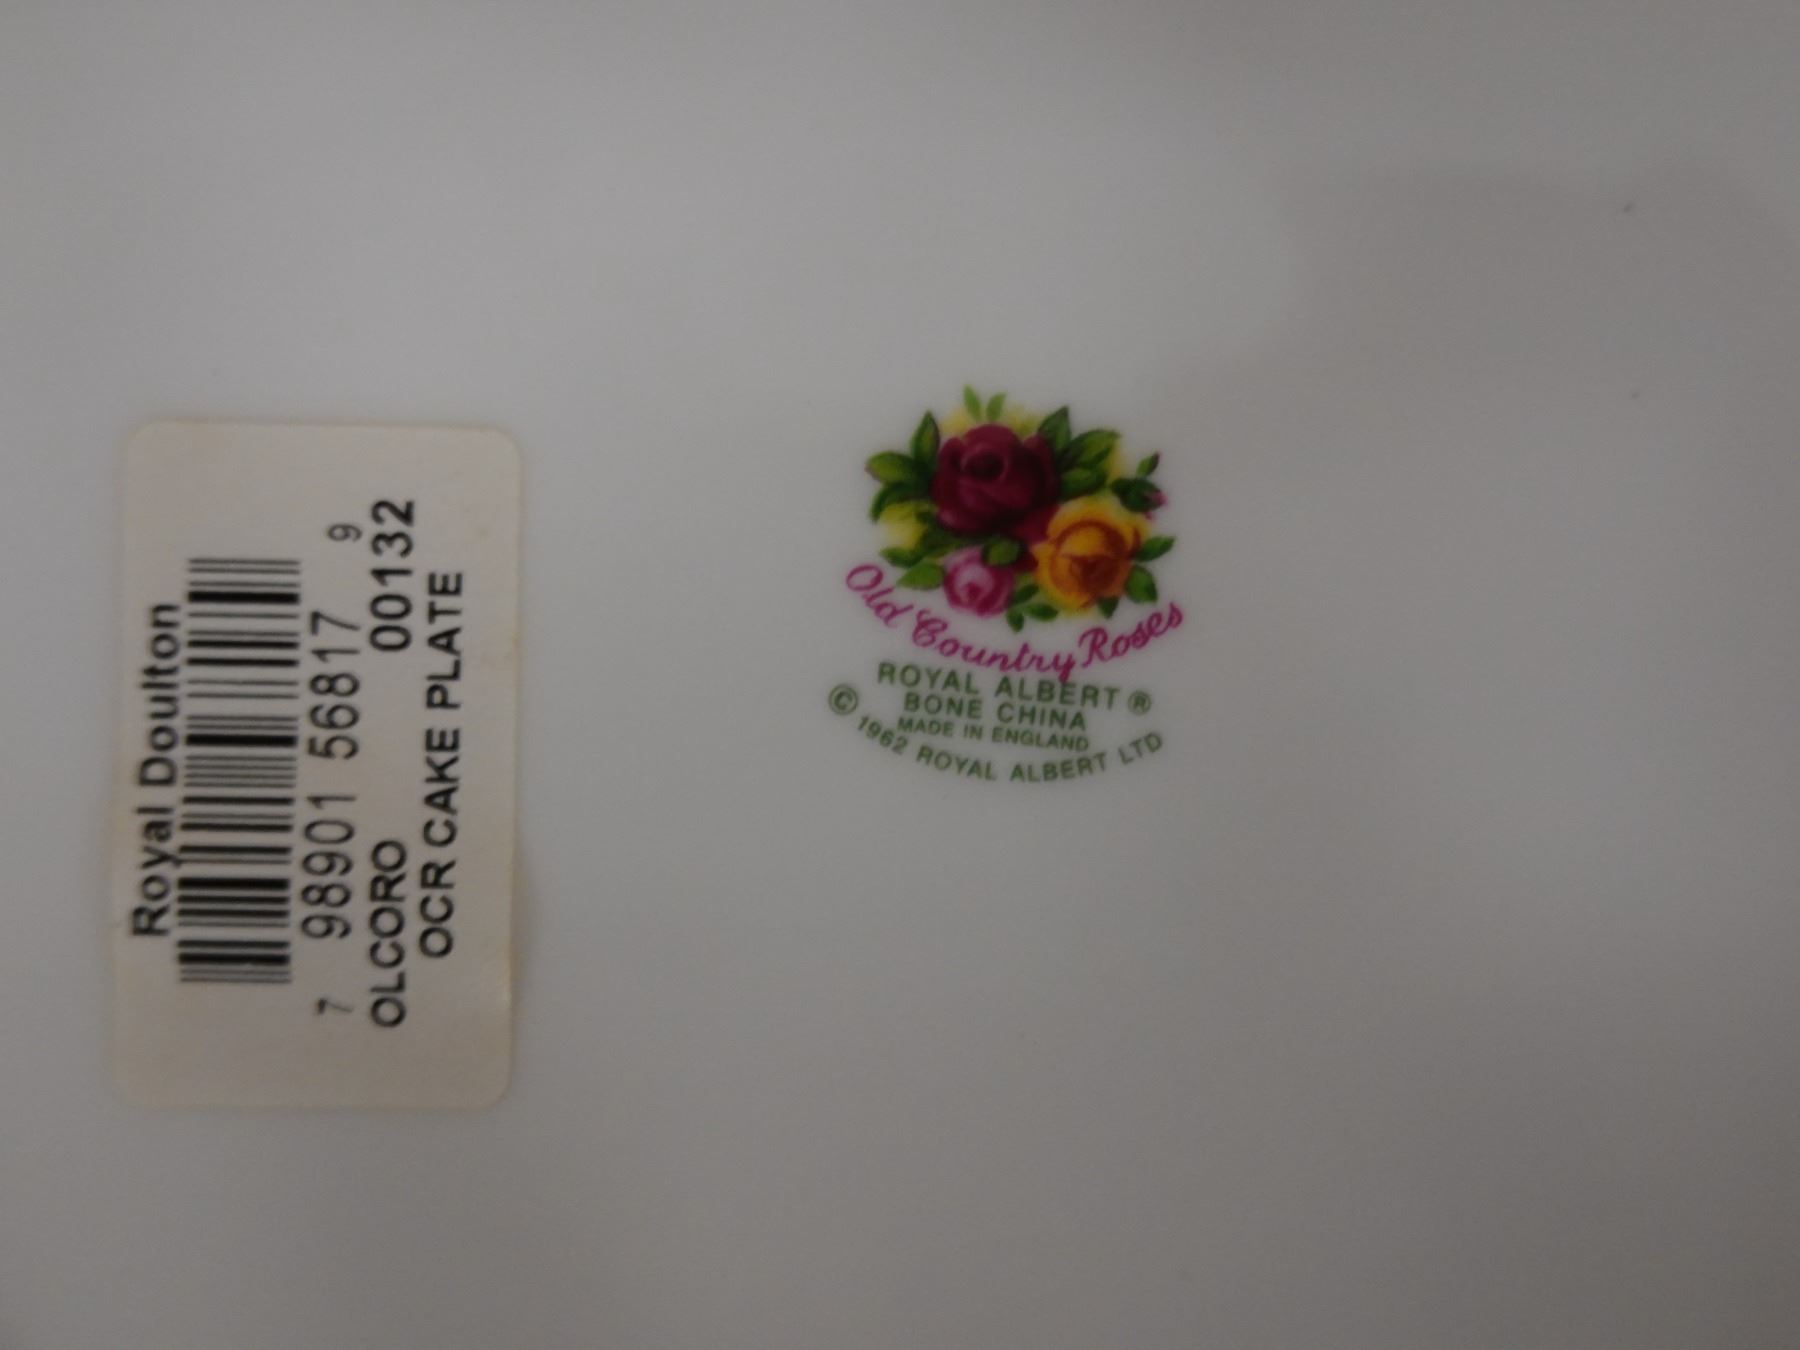 Royal Doulton
7 98901 56817 9
OLCORO 00132
OCR CAKE PLATE
Old Country Roses
ROYAL ALBERT ®
BONE CHINA
MADE IN ENGLAND
© 1962 ROYAL ALBERT LTD